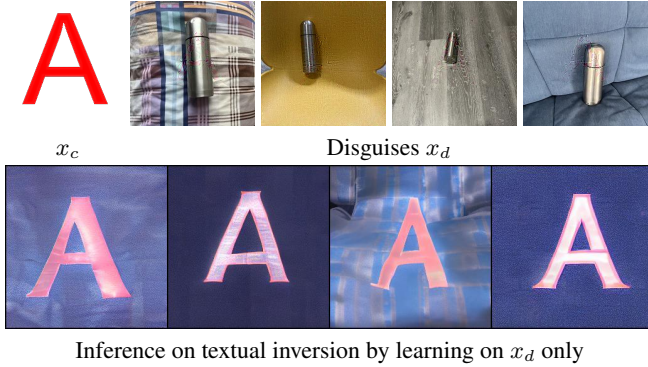 A
x_c Disguises x_d
A A A A
Inference on textual inversion by learning on x_d only